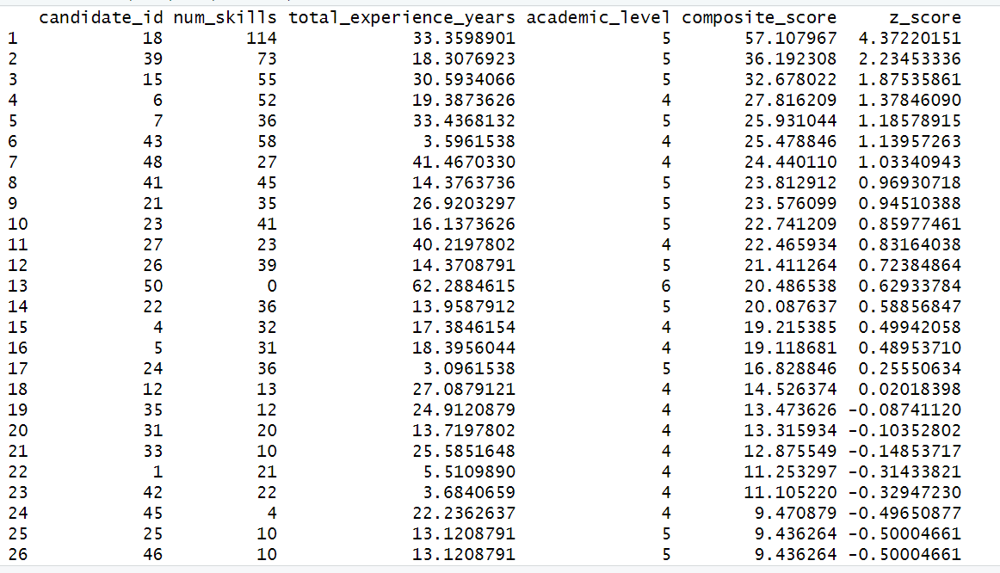 candidate_id num_skills total_experience_years academic_level composite_score z_score
1 18 114 33.3598901 5 57.107967 4.37220151
2 39 73 18.3076923 5 36.192308 2.23453336
3 15 55 30.5934066 5 32.678022 1.87535861
4 6 52 19.3873626 4 27.816209 1.37846090
5 7 36 33.4368132 5 25.931044 1.18578915
6 43 58 3.5961538 4 25.478846 1.13957263
7 48 27 41.4670330 4 24.440110 1.03340943
8 41 45 14.3763736 5 23.812912 0.96930718
9 21 35 26.9203297 5 23.576099 0.94510388
10 23 41 16.1373626 5 22.741209 0.85977461
11 27 23 40.2197802 4 22.465934 0.83164038
12 26 39 14.3708791 5 21.411264 0.72384864
13 50 0 62.2884615 6 20.486538 0.62933784
14 22 36 13.9587912 5 20.087637 0.58856847
15 4 32 17.3846154 4 19.215385 0.49942058
16 5 31 18.3956044 4 19.118681 0.48953710
17 24 36 3.0961538 5 16.828846 0.25550634
18 12 13 27.0879121 4 14.526374 0.02018398
19 35 12 24.9120879 4 13.473626 -0.08741120
20 31 20 13.7197802 4 13.315934 -0.10352802
21 33 10 25.5851648 4 12.875549 -0.14853717
22 1 21 5.5109890 4 11.253297 -0.31433821
23 42 22 3.6840659 4 11.105220 -0.32947230
24 45 4 22.2362637 4 9.470879 -0.49650877
25 25 10 13.1208791 5 9.436264 -0.50004661
26 46 10 13.1208791 5 9.436264 -0.50004661